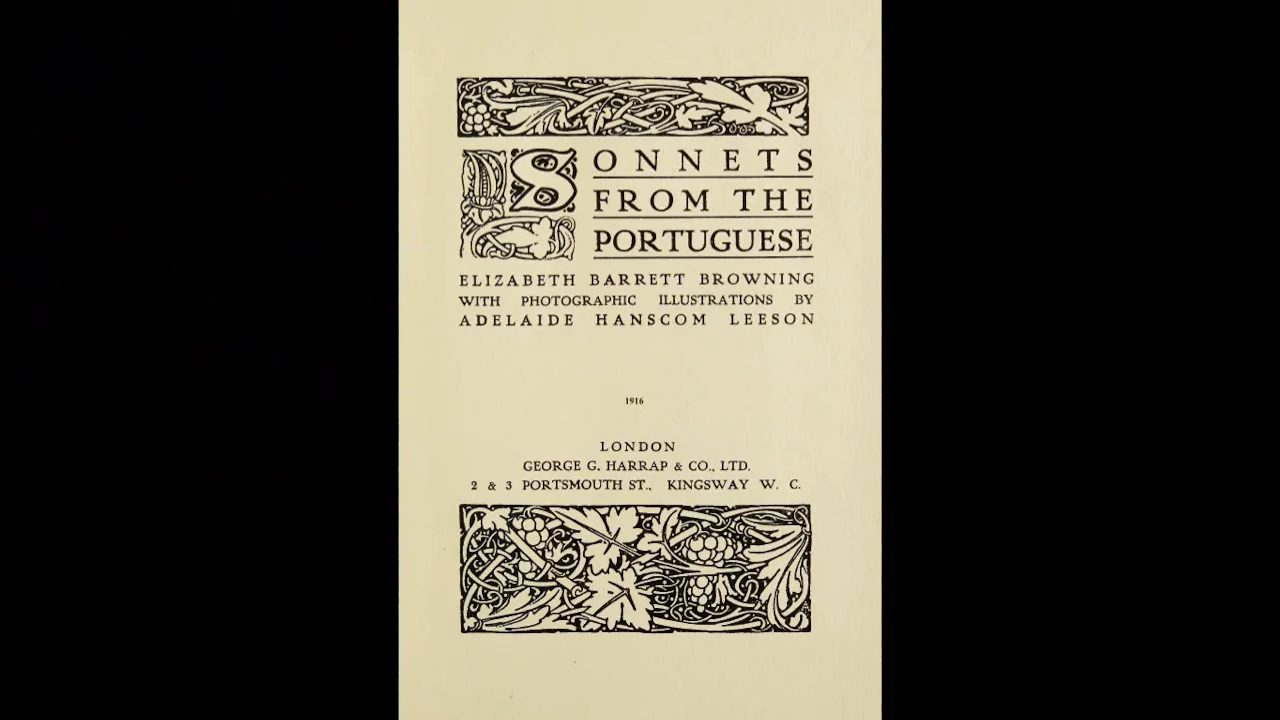 SONNETS
FROM THE
PORTUGUESE
ELIZABETH BARRETT BROWNING
WITH PHOTOGRAPHIC ILLUSTRATIONS BY
ADELAIDE HANSCOM LEESON
1916
LONDON
GEORGE G. HARRAP & CO., LTD.
2 & 3 PORTSMOUTH ST., KINGSWAY W. C.